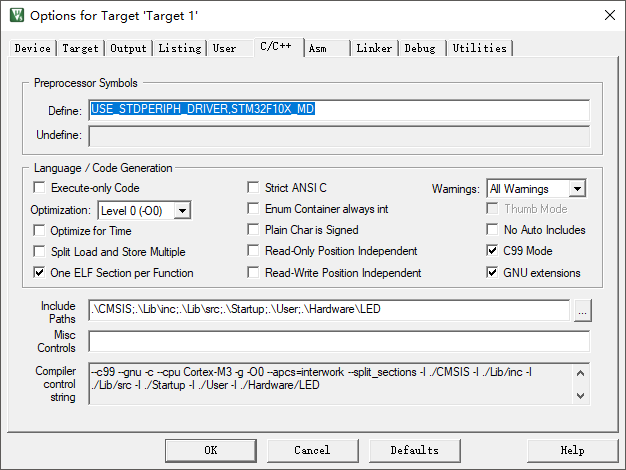 Options for Target 'Target 1'
Device Target Output Listing User C/C++ Asm Linker Debug Utilities
Preprocessor Symbols
Define: USE_STDPERIPH_DRIVER,STM32F10X_MD
Undefine:
Language / Code Generation
Execute-only Code Strict ANSI C Warnings: All Warnings
Optimization: Level 0 (-O0) Enum Container always int Thumb Mode
Optimize for Time Plain Char is Signed No Auto Includes
Split Load and Store Multiple Read-Only Position Independent C99 Mode
One ELF Section per Function Read-Write Position Independent GNU extensions
Include Paths .\CMSIS;.\Lib\inc;.\Lib\src;.\Startup;.\User;.\Hardware\LED ...
Misc Controls
Compiler control string --c99 --gnu -c --cpu Cortex-M3 -g -O0 --apcs=interwork --split_sections -I ./CMSIS -I ./Lib/inc -I
./Lib/src -I ./Startup -I ./User -I ./Hardware/LED
OK Cancel Defaults Help